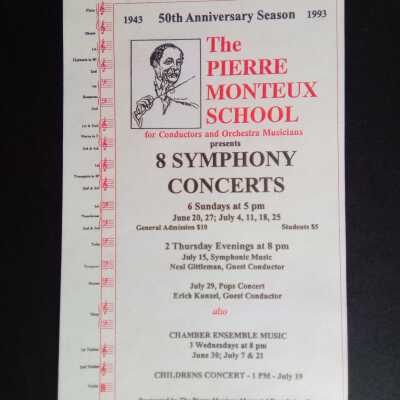 1943 50th Anniversary Season 1993
The
PIERRE
MONTEUX
SCHOOL
for Conductors and Orchestra Musicians
presents
8 SYMPHONY
CONCERTS
6 Sundays at 5 pm
June 20, 27; July 4, 11, 18, 25
General Admission $10 Students $5
2 Thursday Evenings at 8 pm
July 15, Symphonic Music
Neal Gittleman, Guest Conductor
July 29, Pops Concert
Erich Kunzel, Guest Conductor
also
CHAMBER ENSEMBLE MUSIC
3 Wednesdays at 8 pm
June 30; July 7 & 21
CHILDRENS CONCERT - 1 PM - July 19